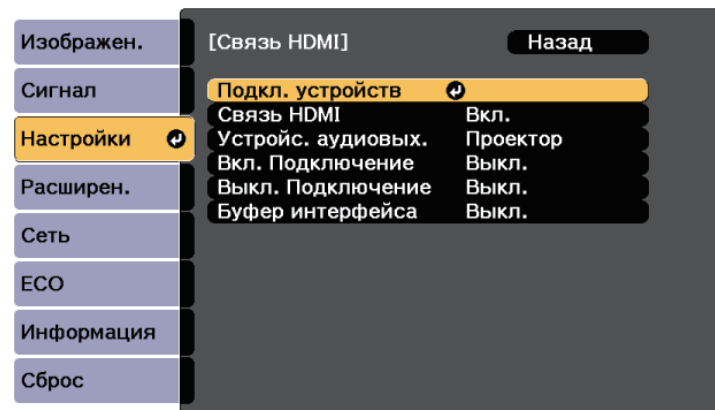 Изображен.
Сигнал
Настройки
Расширен.
Сеть
ECO
Информация
Сброс
[Связь HDMI] Назад
Подкл. устройств
Связь HDMI Вкл.
Устройс. аудиовых. Проектор
Вкл. Подключение Выкл.
Выкл. Подключение Выкл.
Буфер интерфейса Выкл.